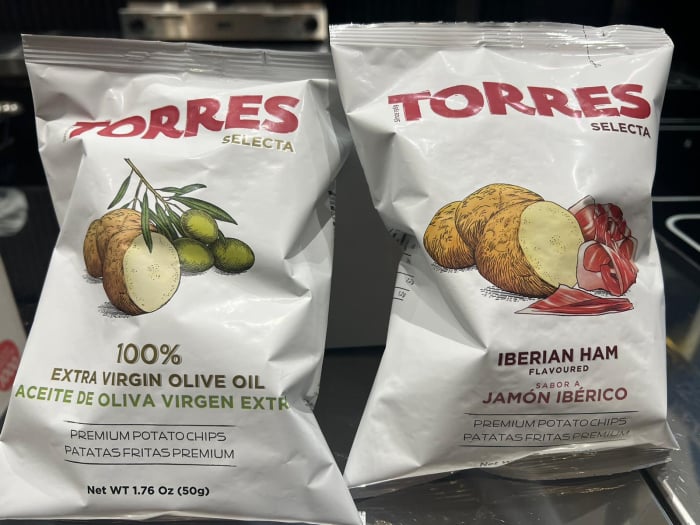 TORRES
SELECTA
100%
EXTRA VIRGIN OLIVE OIL
ACEITE DE OLIVA VIRGEN EXTR
PREMIUM POTATO CHIPS
PATATAS FRITAS PREMIUM
Net WT 1.76 Oz (50g)
TORRES
SELECTA
IBERIAN HAM
FLAVOURED
SABOR A
JAMÓN IBÉRICO
PREMIUM POTATO CHIPS
PATATAS FRITAS PREMIUM